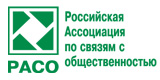 Российская
Ассоциация
по связям с
общественностью
РАСО